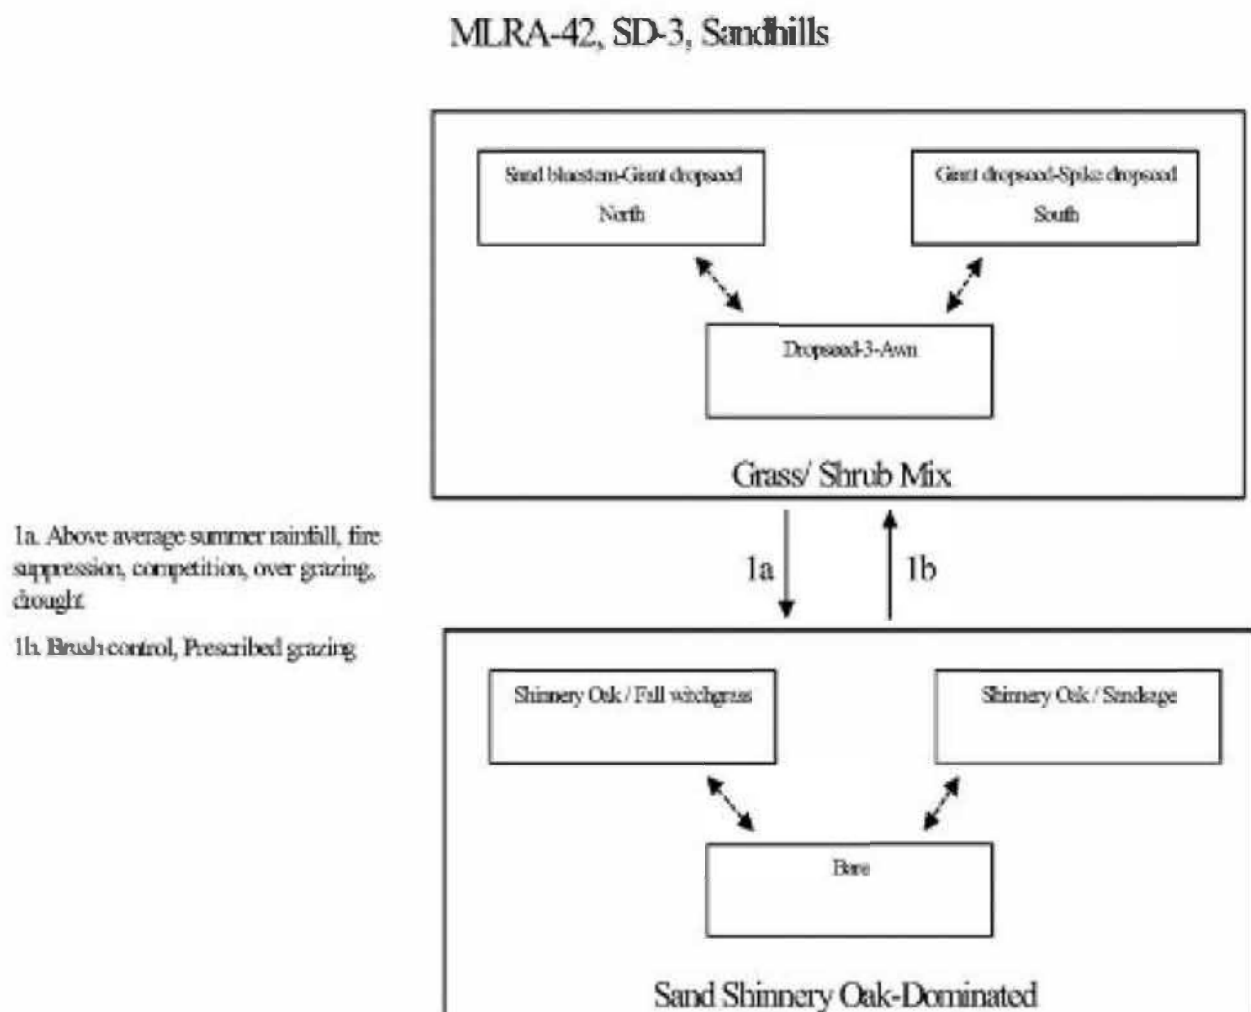 MLRA-42, SD-3, Sandhills
Sand bluestem-Giant dropseed
North
Giant dropseed-Spike dropseed
South
Dropseed-3-Awn
Grass/ Shrub Mix
1a. Above average summer rainfall, fire
suppression, competition, over grazing,
drought.
1b. Brush control, Prescribed grazing
1a
1b
Shinnery Oak / Fall witchgrass
Shinnery Oak / Sandsage
Bare
Sand Shinnery Oak-Dominated